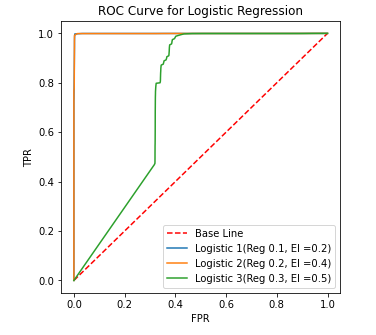 ROC Curve for Logistic Regression
1.0
0.8
0.6
0.4
0.2
0.0
TPR
Base Line
Logistic 1(Reg 0.1, El =0.2)
Logistic 2(Reg 0.2, El =0.4)
Logistic 3(Reg 0.3, El =0.5)
0.0 0.2 0.4 0.6 0.8 1.0
FPR